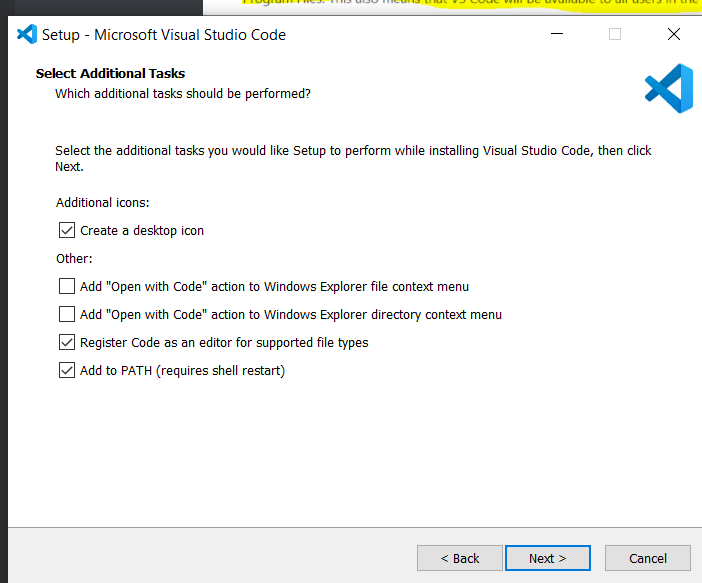 Program Files. This also means that VS Code will be available to all users in the
Setup - Microsoft Visual Studio Code
Select Additional Tasks
Which additional tasks should be performed?
Select the additional tasks you would like Setup to perform while installing Visual Studio Code, then click
Next.
Additional icons:
Create a desktop icon
Other:
Add "Open with Code" action to Windows Explorer file context menu
Add "Open with Code" action to Windows Explorer directory context menu
Register Code as an editor for supported file types
Add to PATH (requires shell restart)
< Back Next > Cancel